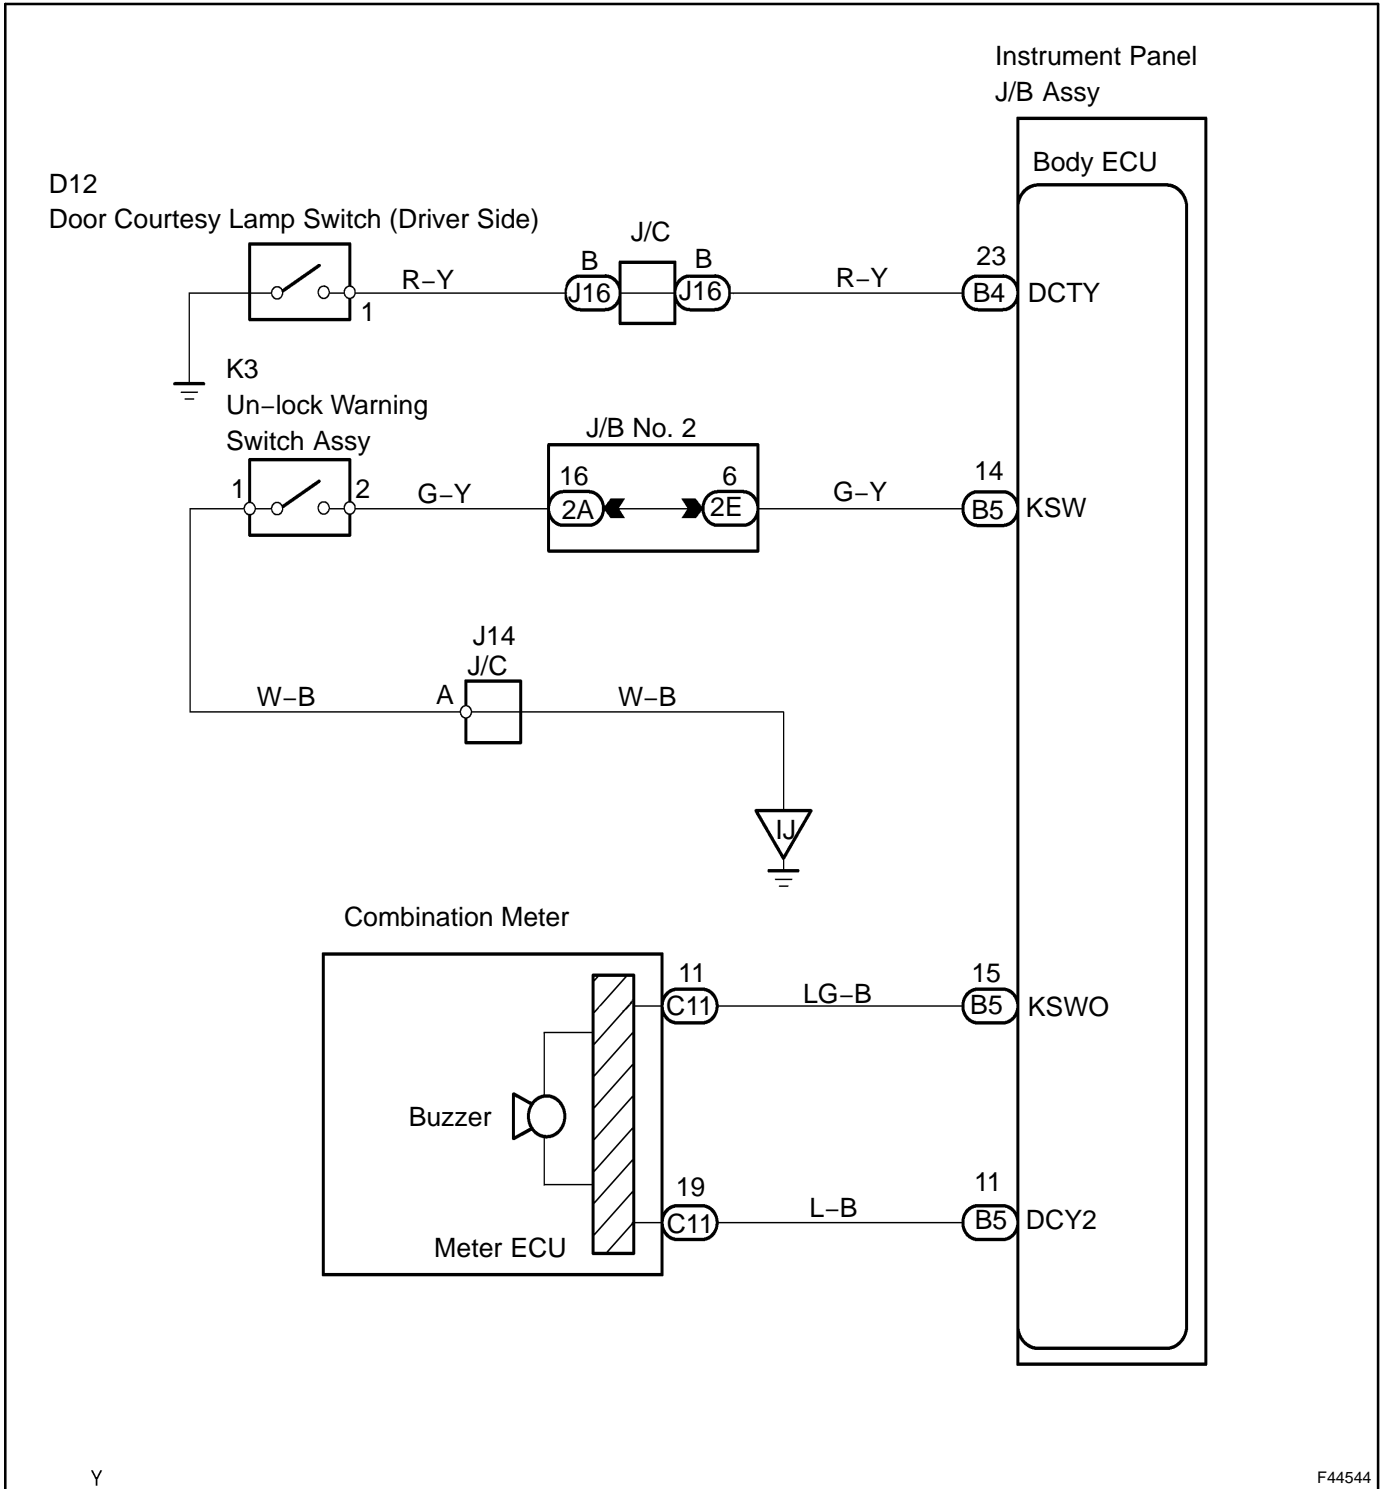 Instrument Panel
J/B Assy
Body ECU
D12
Door Courtesy Lamp Switch (Driver Side)
J/C
B
B
23
R−Y
J16
J16
R−Y
B4
DCTY
1
K3
Un−lock Warning
Switch Assy
J/B No. 2
1
2
G−Y
16
6
G−Y
14
2A
2E
B5
KSW
J14
J/C
W−B
A
W−B
IJ
Combination Meter
11
LG−B
15
C11
B5
KSWO
Buzzer
19
L−B
11
C11
B5
DCY2
Meter ECU
Y
F44544